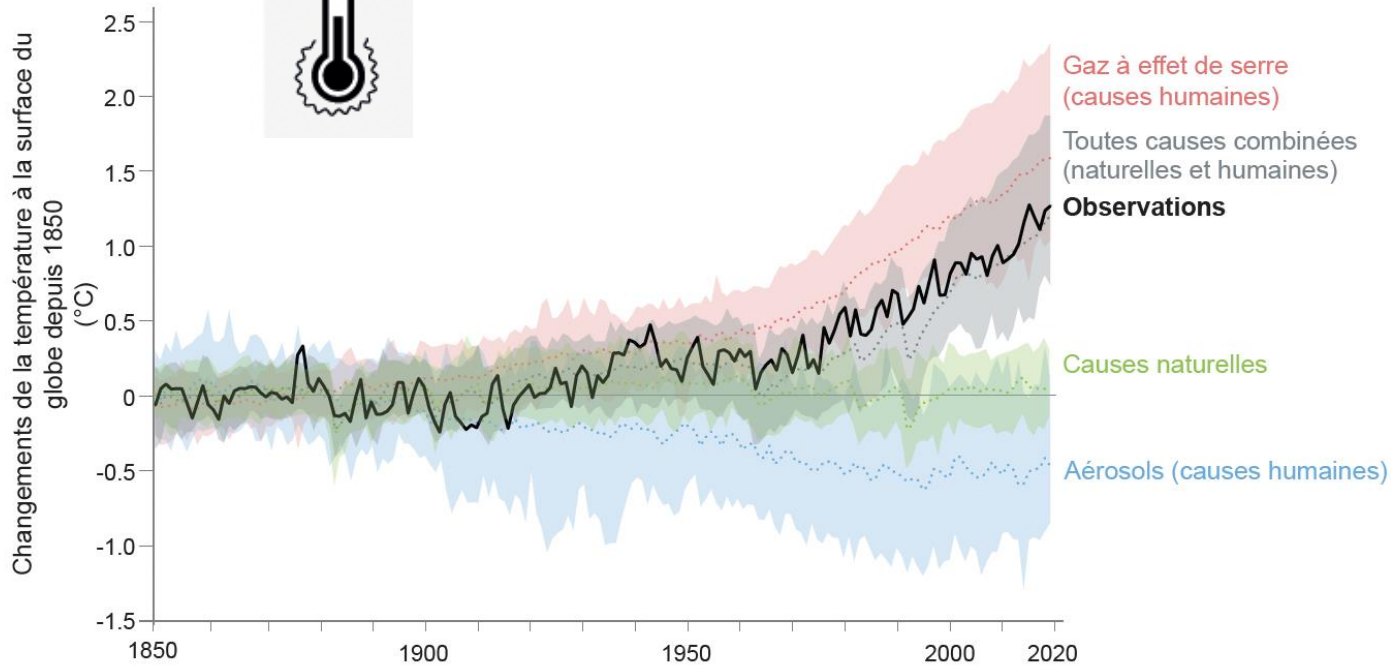 Changements de la température à la surface du
globe depuis 1850
(°C)
2.5
2.0
1.5
1.0
0.5
0
-0.5
-1.0
-1.5
1850
1900
1950
2000
2020
Gaz à effet de serre
(causes humaines)
Toutes causes combinées
(naturelles et humaines)
Observations
Causes naturelles
Aérosols (causes humaines)